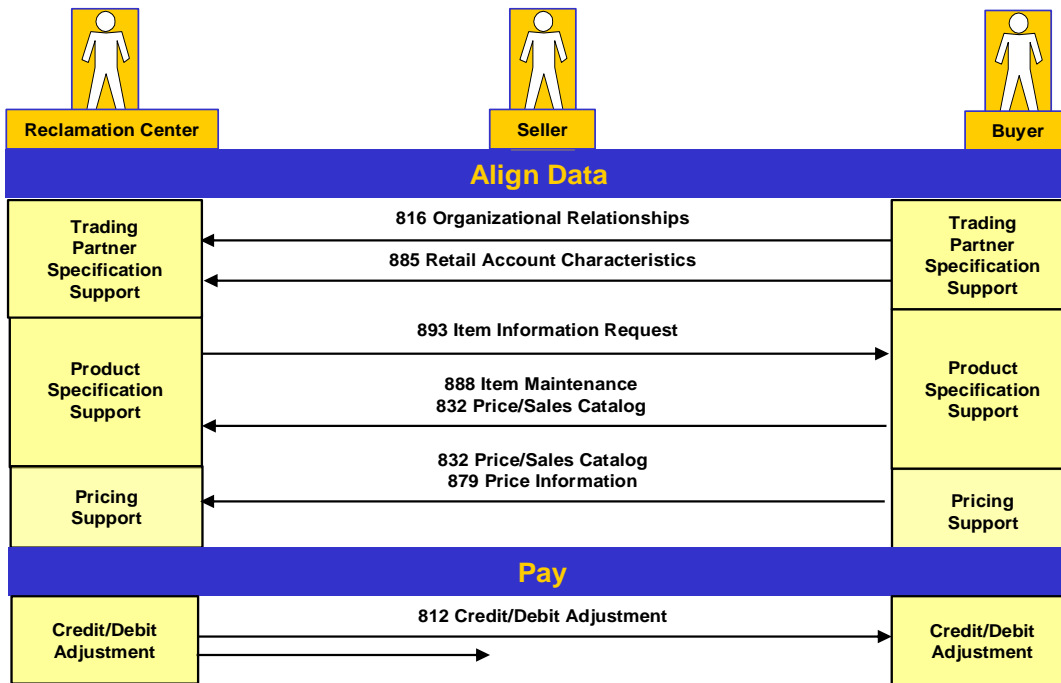 Reclamation Center
Seller
Buyer
Align Data
Trading
Partner
Specification
Support
816 Organizational Relationships
885 Retail Account Characteristics
Trading
Partner
Specification
Support
893 Item Information Request
Product
Specification
Support
888 Item Maintenance
832 Price/Sales Catalog
Product
Specification
Support
832 Price/Sales Catalog
879 Price Information
Pricing
Support
Pricing
Support
Pay
812 Credit/Debit Adjustment
Credit/Debit
Adjustment
Credit/Debit
Adjustment